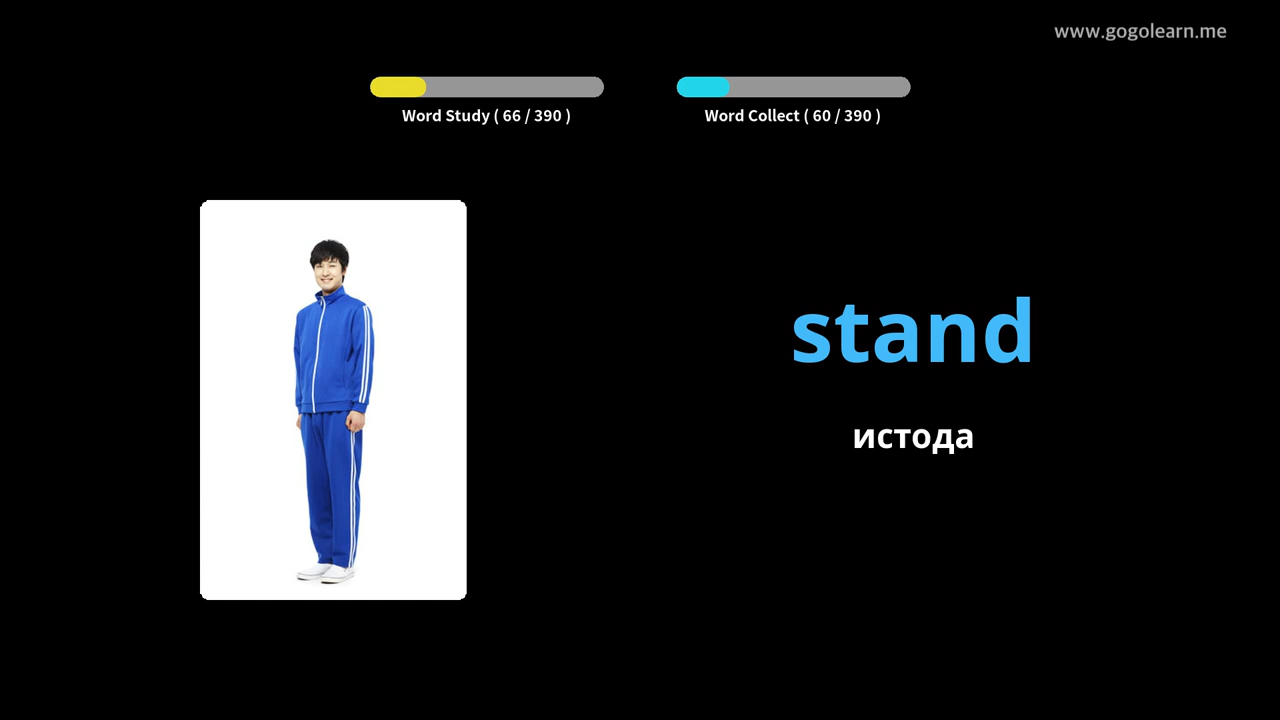 www.gogolearn.me
Word Study ( 66 / 390 )
Word Collect ( 60 / 390 )
stand
истода